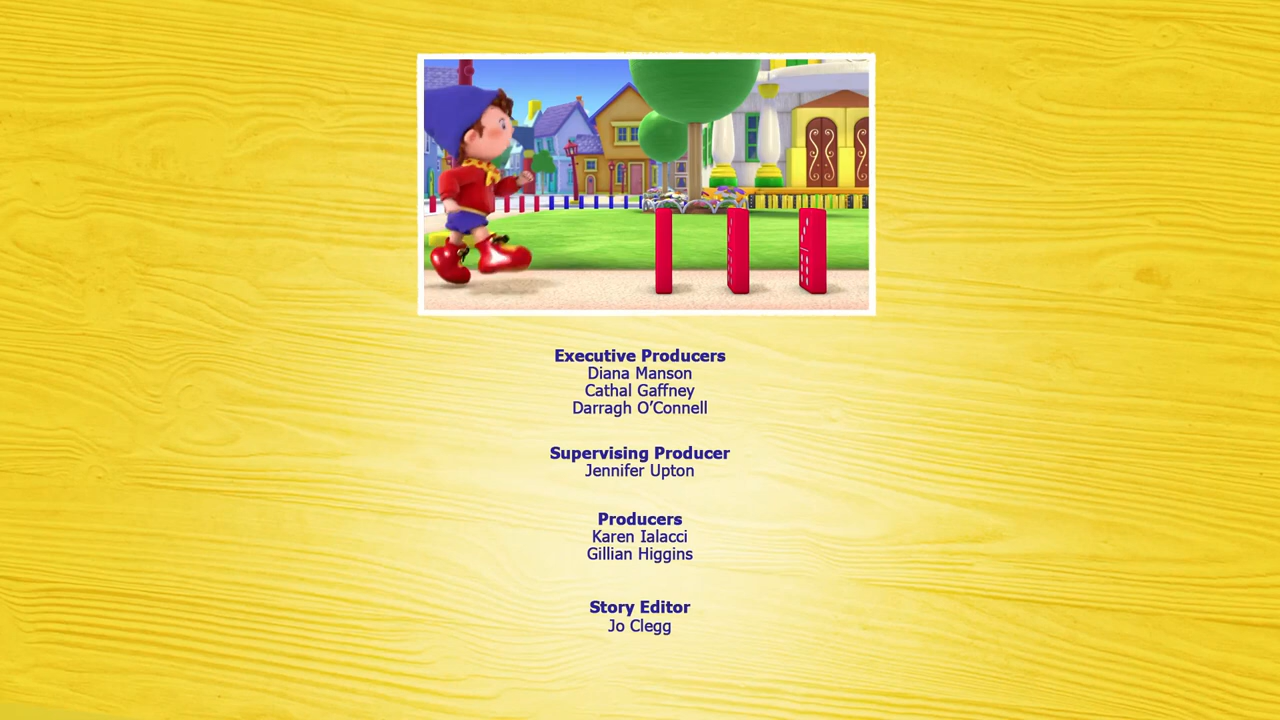 Executive Producers
Diana Manson
Cathal Gaffney
Darragh O’Connell
Supervising Producer
Jennifer Upton
Producers
Karen Ialacci
Gillian Higgins
Story Editor
Jo Clegg